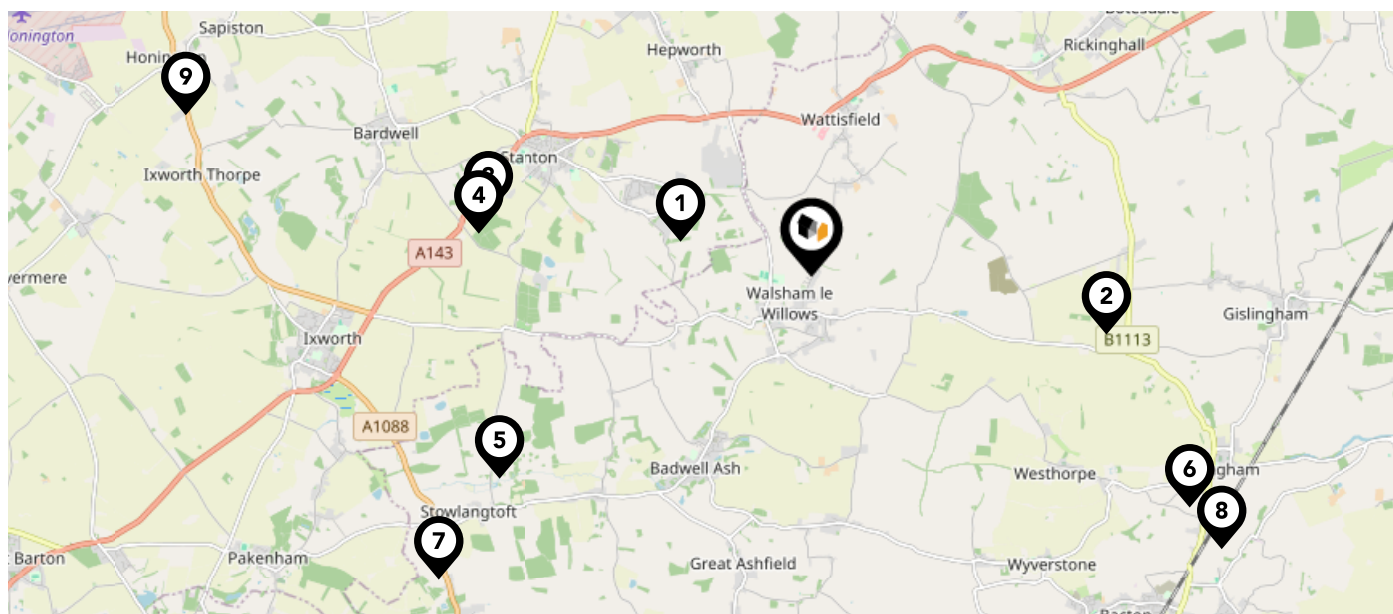 Sapiston
Hepworth
Rickinghall
9
Wattisfield
Bardwell
Stanton
Ixworth Thorpe
4
1
A143
Walsham le
Willows
2
Gislingham
B1113
Ixworth
A1088
5
Badwell Ash
Westhorpe
6
8
Stowlangtoft
7
Pakenham
Great Ashfield
Wyverstone